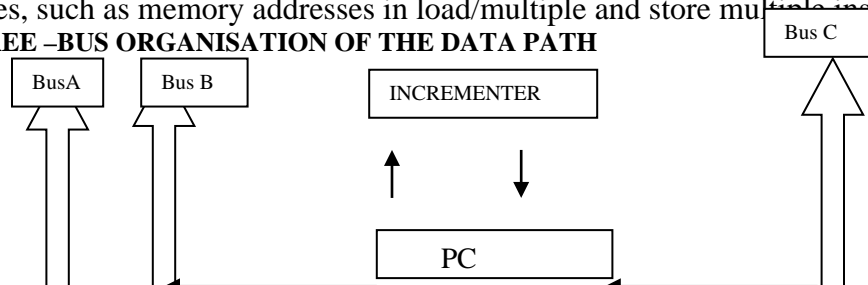 es, such as memory addresses in load/multiple and store multiple
EE –BUS ORGANISATION OF THE DATA PATH
Bus C
BusA
Bus B
INCREMENTER
PC